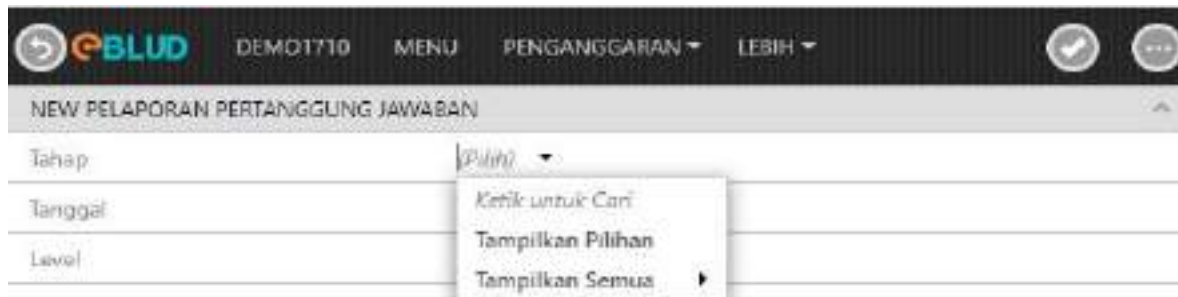 eBLUD DEMO1710 MENU PENGANGGARAN LEBIH
NEW PELAPORAN PERTANGGUNG JAWABAN
Tahap (Pilih)
Ketik untuk Cari
Tanggal
Tampilkan Pilihan
Level
Tampilkan Semua